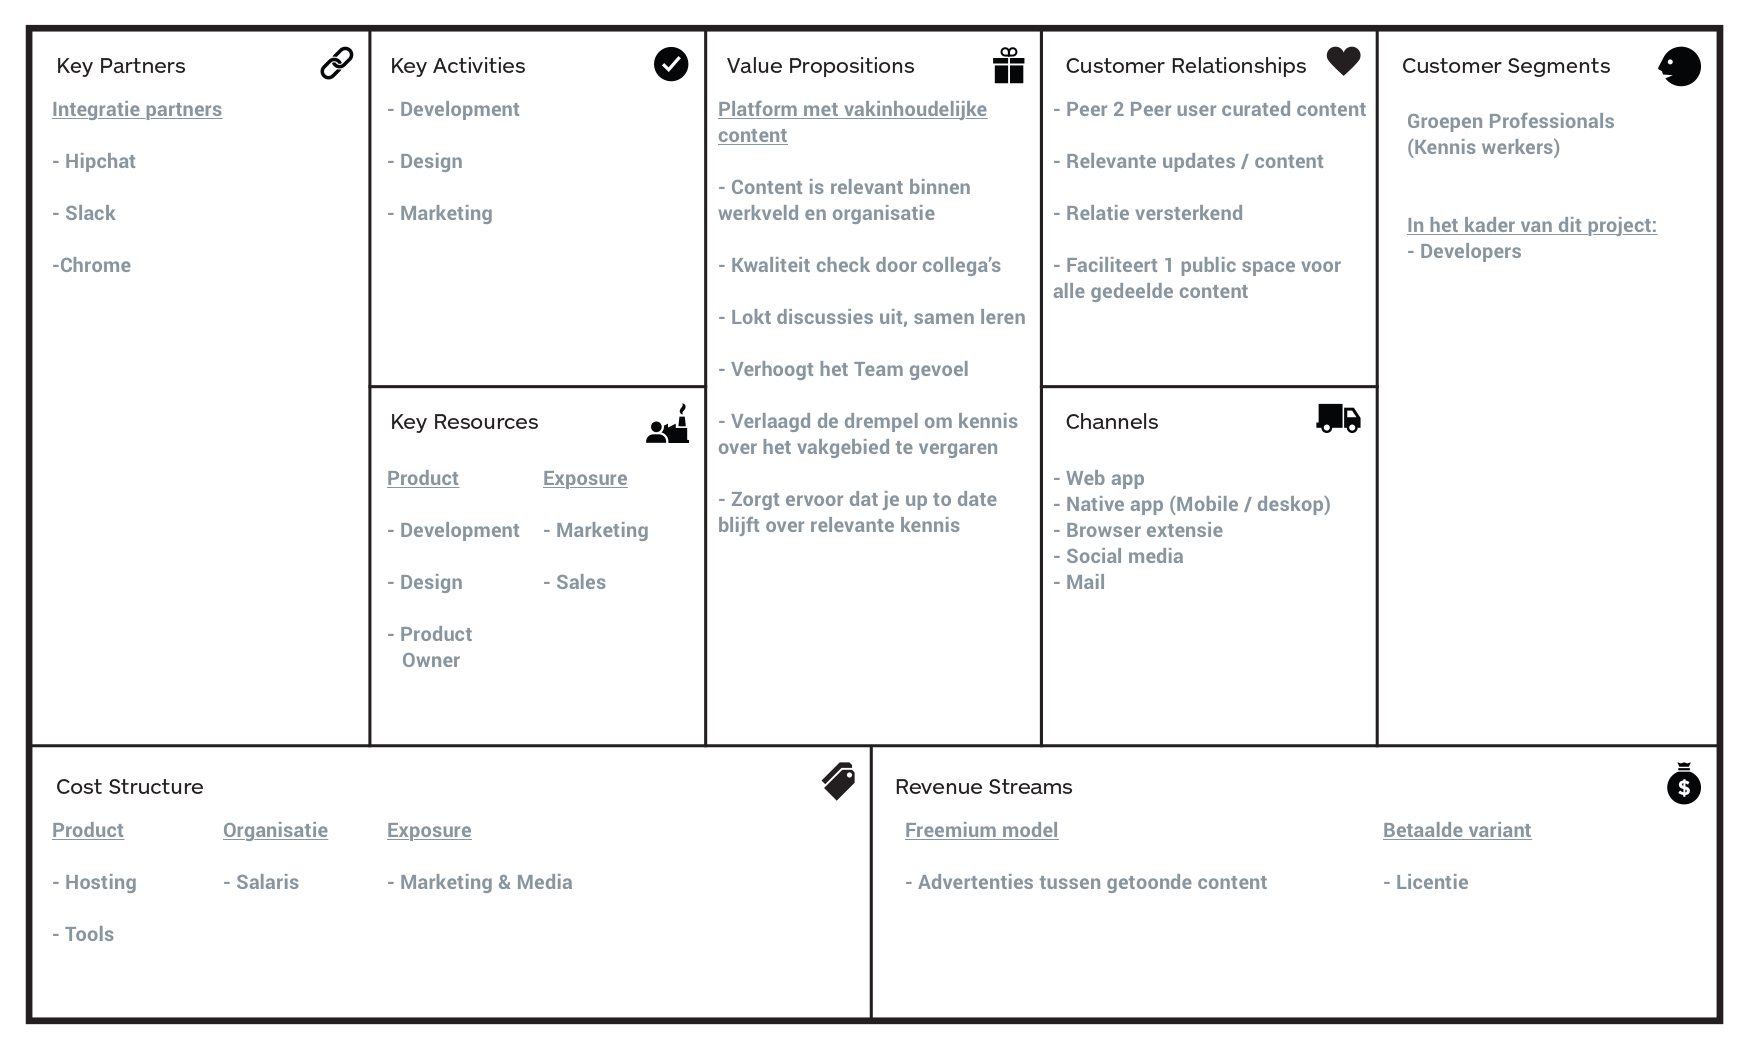 Key Partners
Integratie partners
- Hipchat
- Slack
-Chrome
Key Activities
- Development
- Design
- Marketing
Key Resources
Product
- Development
- Design
- Product
Owner
Exposure
- Marketing
- Sales
Value Propositions
Platform met vakinhoudelijke
content
- Content is relevant binnen
werkveld en organisatie
- Kwaliteit check door collega's
- Lokt discussies uit, samen leren
- Verhoogt het Team gevoel
- Verlaagd de drempel om kennis
over het vakgebied te vergaren
- Zorgt ervoor dat je up to date
blijft over relevante kennis
Customer Relationships
- Peer 2 Peer user curated content
- Relevante updates / content
- Relatie versterkend
- Faciliteert 1 public space voor
alle gedeelde content
Channels
- Web app
- Native app (Mobile / deskop)
- Browser extensie
- Social media
- Mail
Customer Segments
Groepen Professionals
(Kennis werkers)
In het kader van dit project:
- Developers
Cost Structure
Product
- Hosting
- Tools
Organisatie
- Salaris
Exposure
- Marketing & Media
Revenue Streams
$
Freemium model
- Advertenties tussen getoonde content
Betaalde variant
- Licentie